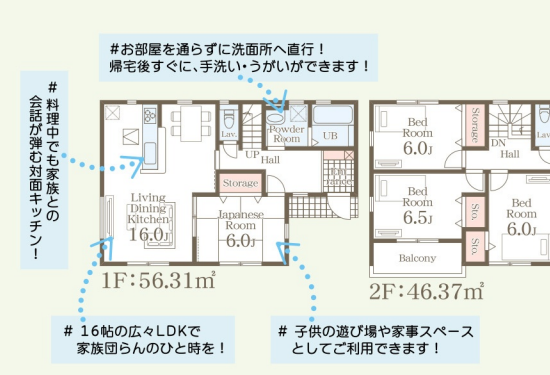 #お部屋を通らずに洗面所へ直行！
帰宅後すぐに、手洗い・うがいができます！
#料理中でも家族との
会話が弾む対面キッチン！
Lav.
UP
Powder
Room
UB
Hall
Storage
Living
Dining
Kitchen
16.0J
Japanese
Room
6.0J
1F:56.31㎡
Bed
Room
6.0J
Storage
DN
Hall
Lav
Bed
Room
6.5J
Sto.
Sto.
Bed
Room
6.0J
Balcony
2F:46.37㎡
# 16帖の広々LDKで
家族団らんのひと時を！
# 子供の遊び場や家事スペース
としてご利用できます！